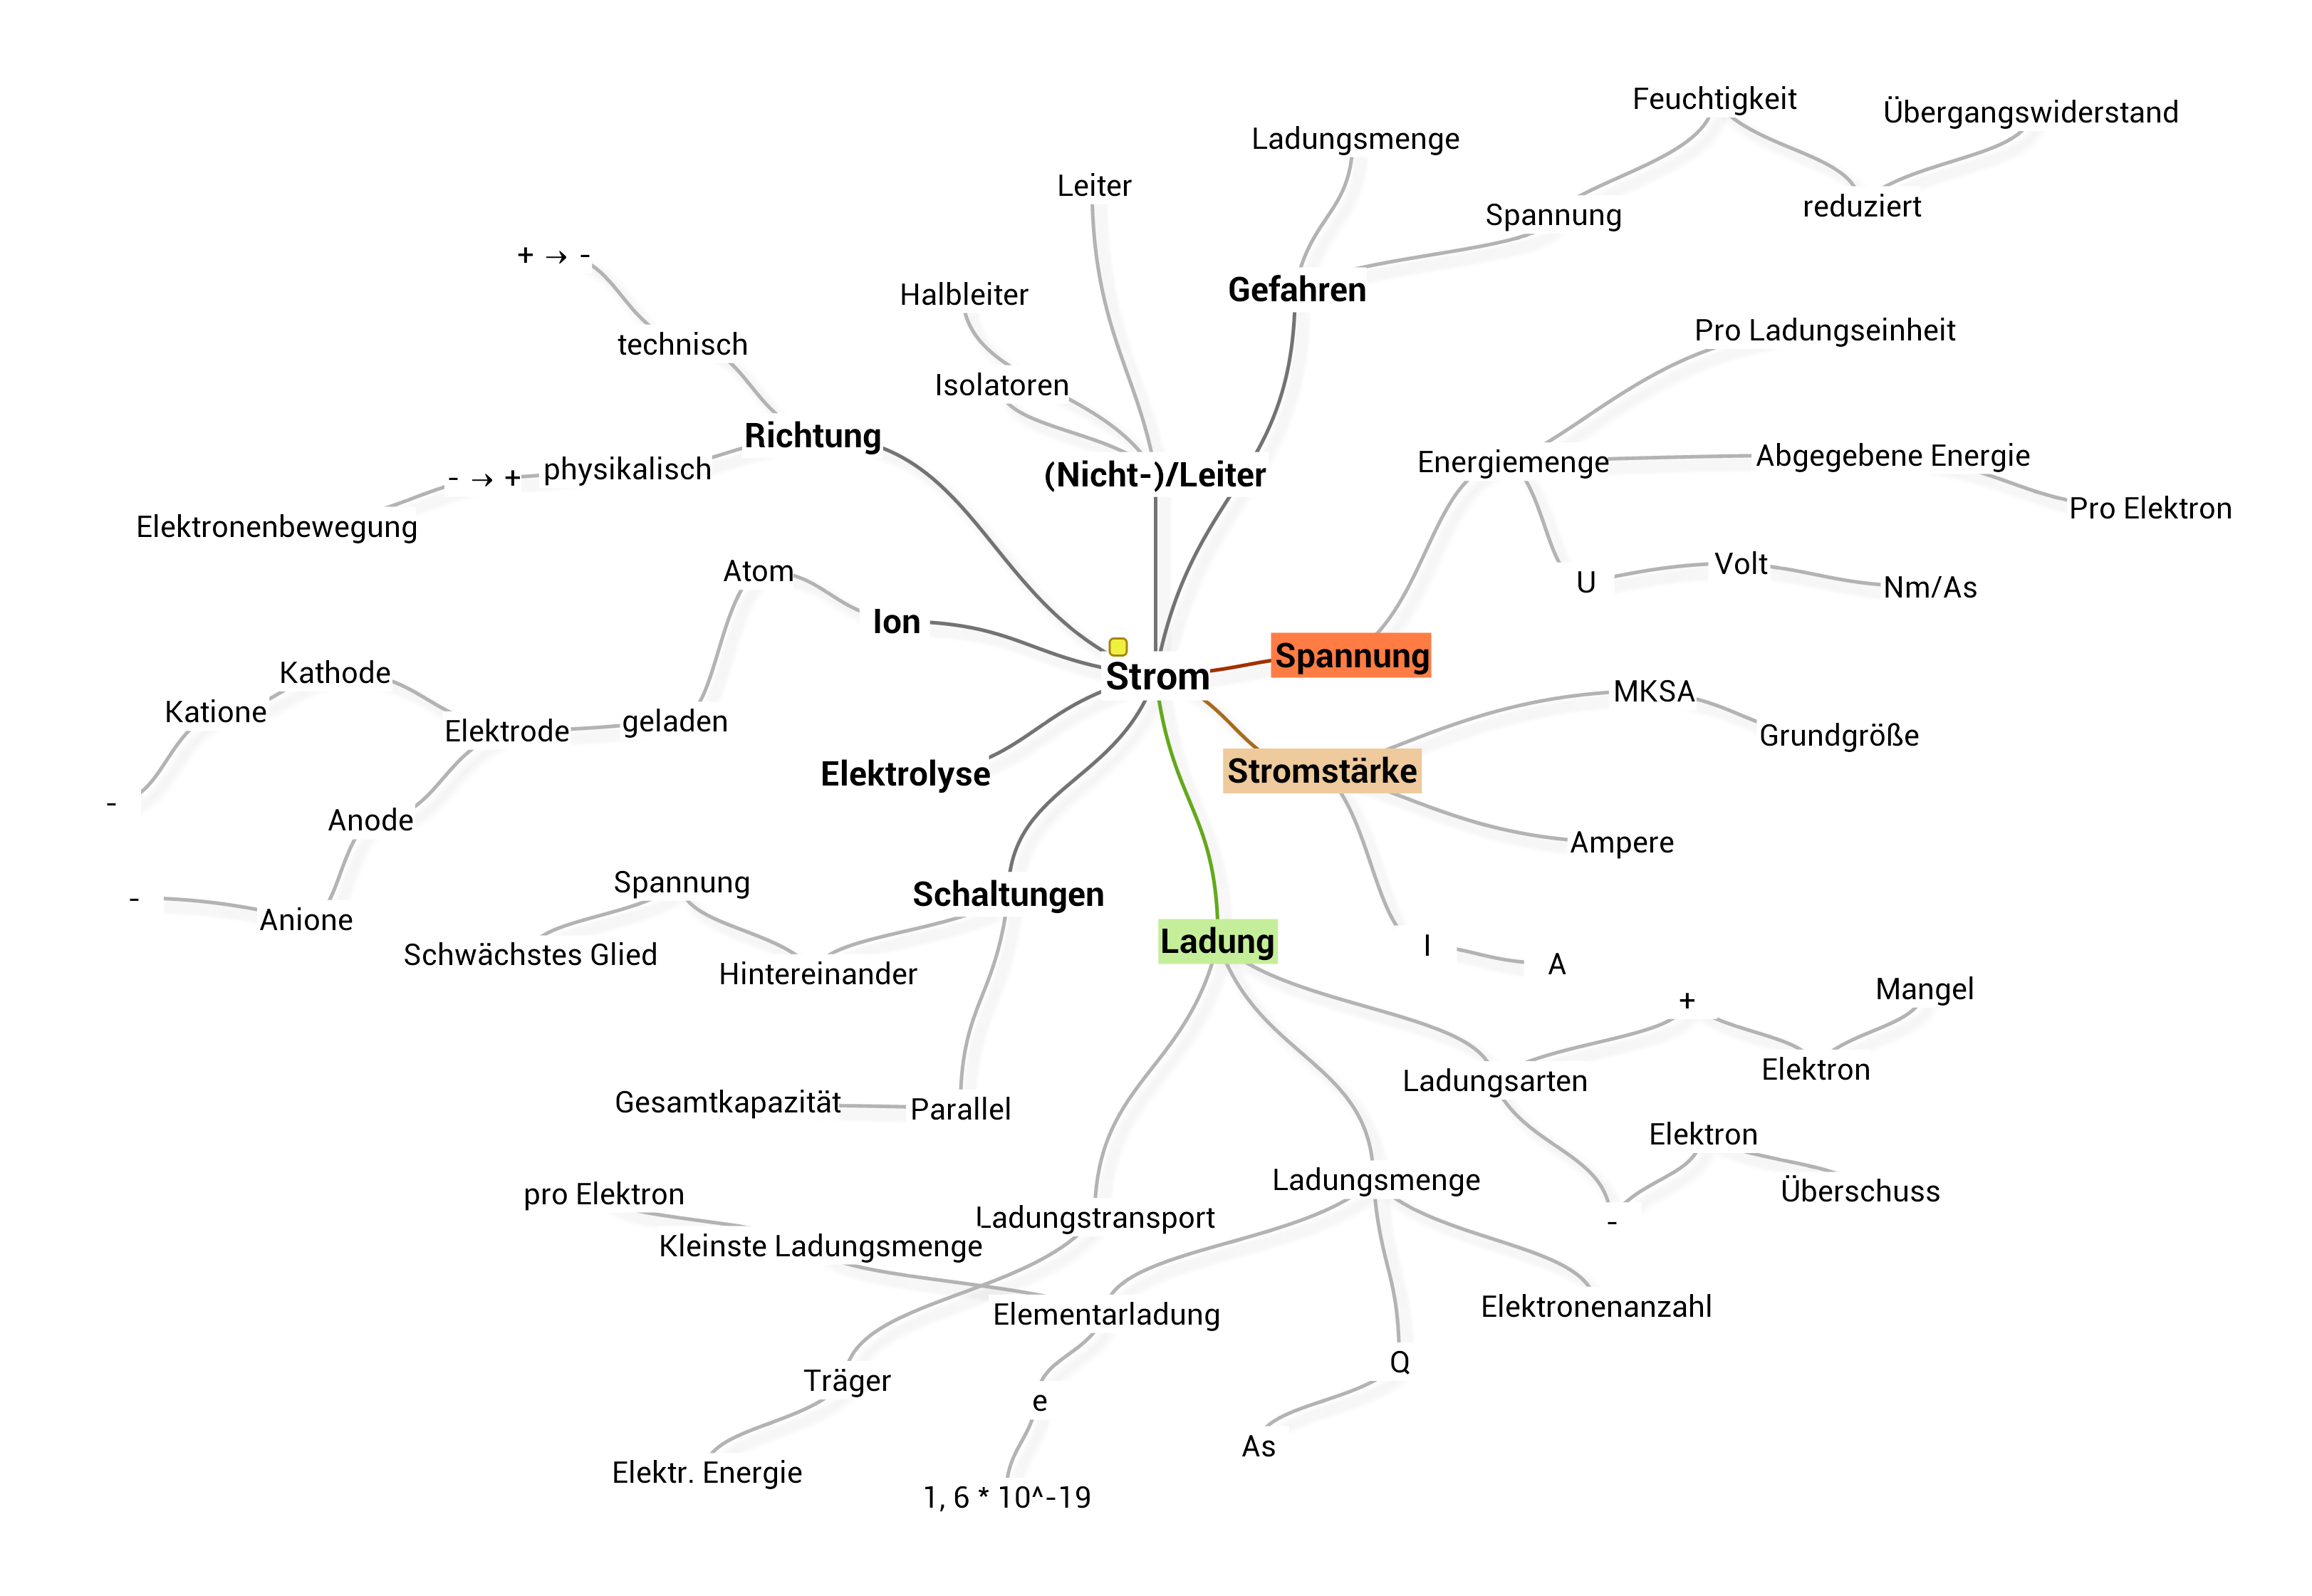 Feuchtigkeit
Übergangswiderstand
Ladungsmenge
Leiter
reduziert
Spannung
+ → -
Gefahren
Halbleiter
Pro Ladungseinheit
technisch
Isolatoren
Richtung
Abgegebene Energie
Energiemenge
physikalisch
(Nicht-)/Leiter
- → +
Pro Elektron
Elektronenbewegung
Volt
Atom
U
Nm/As
Ion
Spannung
Kathode
Strom
MKSA
Katione
geladen
Elektrode
Grundgröße
Stromstärke
Elektrolyse
-
Anode
Ampere
Spannung
Schaltungen
-
Anione
Ladung
I
Schwächstes Glied
A
Hintereinander
Mangel
+
Elektron
Ladungsarten
Gesamtkapazität
Parallel
Elektron
Ladungsmenge
Überschuss
pro Elektron
Ladungstransport
-
Kleinste Ladungsmenge
Elektronenanzahl
Elementarladung
Q
Träger
e
As
Elektr. Energie
1, 6 * 10^-19